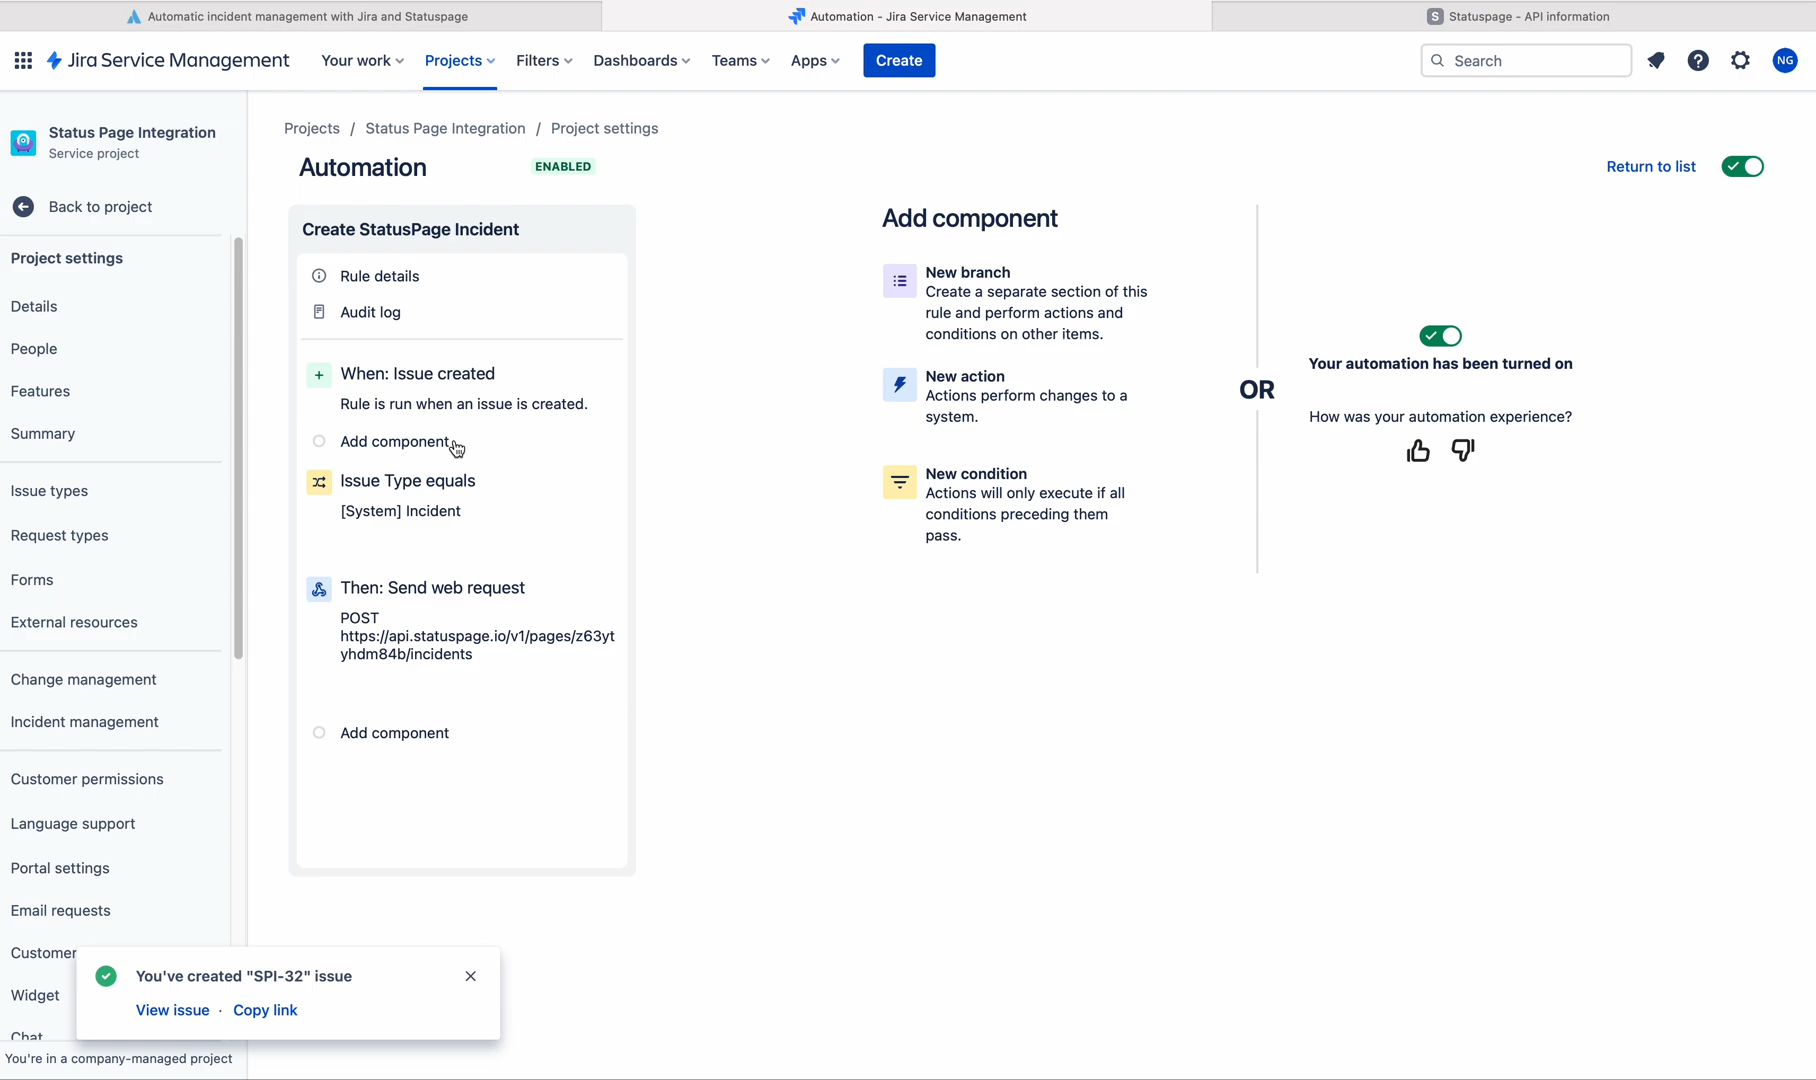 Automatic incident management with Jira and Statuspage
Automation - Jira Service Management
S Statuspage - API information
Jira Service Management
Your work
Projects
Filters
Dashboards
Teams
Apps
Create
Search
NG
Status Page Integration
Service project
Back to project
Project settings
Details
People
Features
Summary
Issue types
Request types
Forms
External resources
Change management
Incident management
Customer permissions
Language support
Portal settings
Email requests
Customer
Widget
Chat
You're in a company-managed project
Projects / Status Page Integration / Project settings
Automation
ENABLED
Return to list
Create StatusPage Incident
Rule details
Audit log
When: Issue created
Rule is run when an issue is created.
Add component
Issue Type equals
[System] Incident
Then: Send web request
POST
https://api.statuspage.io/v1/pages/z63yt
yhdm84b/incidents
Add component
Add component
New branch
Create a separate section of this
rule and perform actions and
conditions on other items.
New action
Actions perform changes to a
system.
New condition
Actions will only execute if all
conditions preceding them
pass.
OR
Your automation has been turned on
How was your automation experience?
You've created "SPI-32" issue
View issue · Copy link